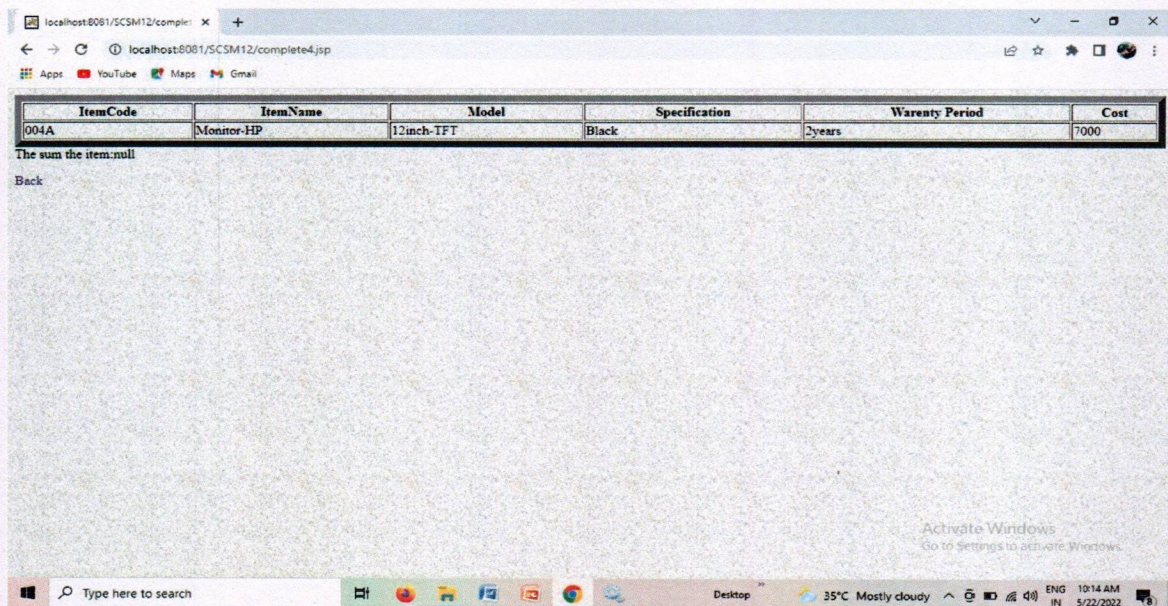 localhost:8081/SCSM12/comple
localhost:8081/SCSM12/complete4.jsp
Apps YouTube Maps Gmail
ItemCode ItemName Model Specification Warenty Period Cost
004A Monitor-HP 12inch-TFT Black 2years 7000
The sum the item:null
Back
Activate Windows
Go to Settings to activate Windows.
Type here to search Desktop 35°C Mostly cloudy ENG 10:14 AM
IN 5/22/2022